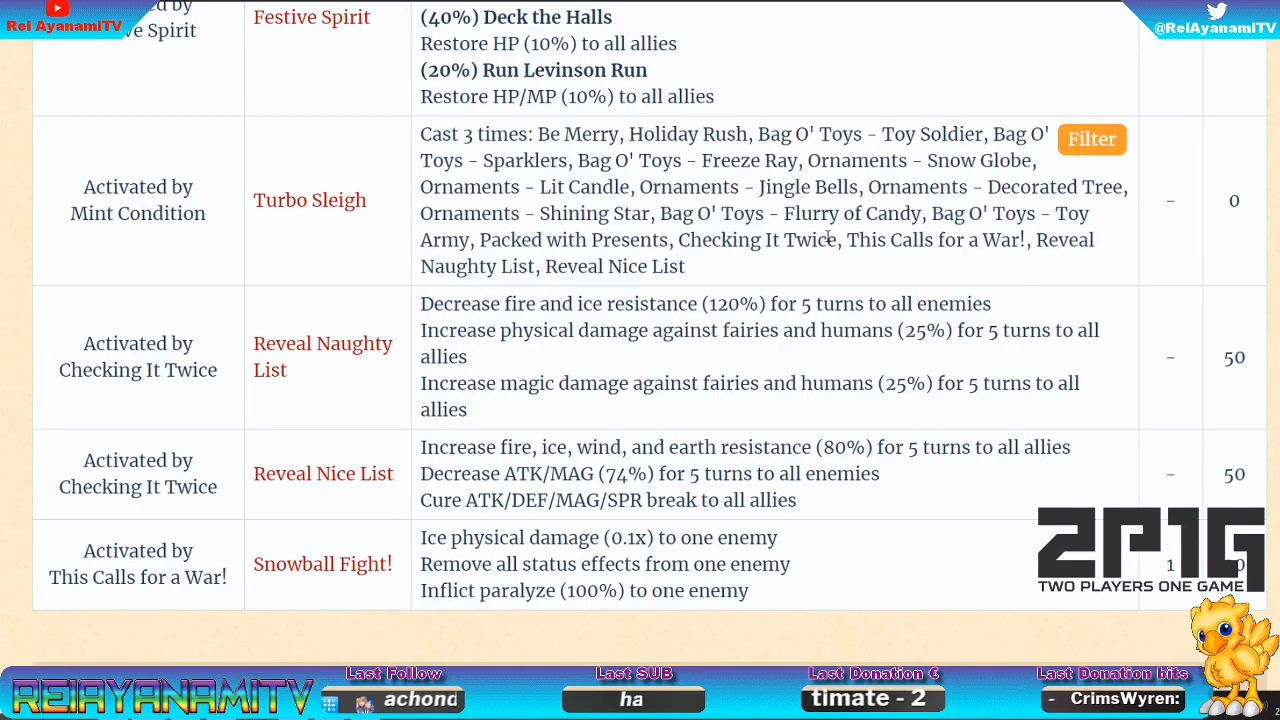 Rei AyanamiTV
@ReiAyanamiTV
ve Spirit
Festive Spirit
(40%) Deck the Halls
Restore HP (10%) to all allies
(20%) Run Levinson Run
Restore HP/MP (10%) to all allies
Activated by
Mint Condition
Turbo Sleigh
Cast 3 times: Be Merry, Holiday Rush, Bag O' Toys - Toy Soldier, Bag O'
Toys - Sparklers, Bag O' Toys - Freeze Ray, Ornaments - Snow Globe,
Ornaments - Lit Candle, Ornaments - Jingle Bells, Ornaments - Decorated Tree,
Ornaments - Shining Star, Bag O' Toys - Flurry of Candy, Bag O' Toys - Toy
Army, Packed with Presents, Checking It Twice, This Calls for a War!, Reveal
Naughty List, Reveal Nice List
Filter
-
0
Activated by
Checking It Twice
Reveal Naughty
List
Decrease fire and ice resistance (120%) for 5 turns to all enemies
Increase physical damage against fairies and humans (25%) for 5 turns to all
allies
Increase magic damage against fairies and humans (25%) for 5 turns to all
allies
-
50
Activated by
Checking It Twice
Reveal Nice List
Increase fire, ice, wind, and earth resistance (80%) for 5 turns to all allies
Decrease ATK/MAG (74%) for 5 turns to all enemies
Cure ATK/DEF/MAG/SPR break to all allies
-
50
Activated by
This Calls for a War!
Snowball Fight!
Ice physical damage (0.1x) to one enemy
Remove all status effects from one enemy
Inflict paralyze (100%) to one enemy
1
2P1G
TWO PLAYERS ONE GAME
REIAYANAMITV
Last Follow
achond
Last SUB
ha
Last Donation €
timate - 2
Last Donation bits
- CrimsWyren: